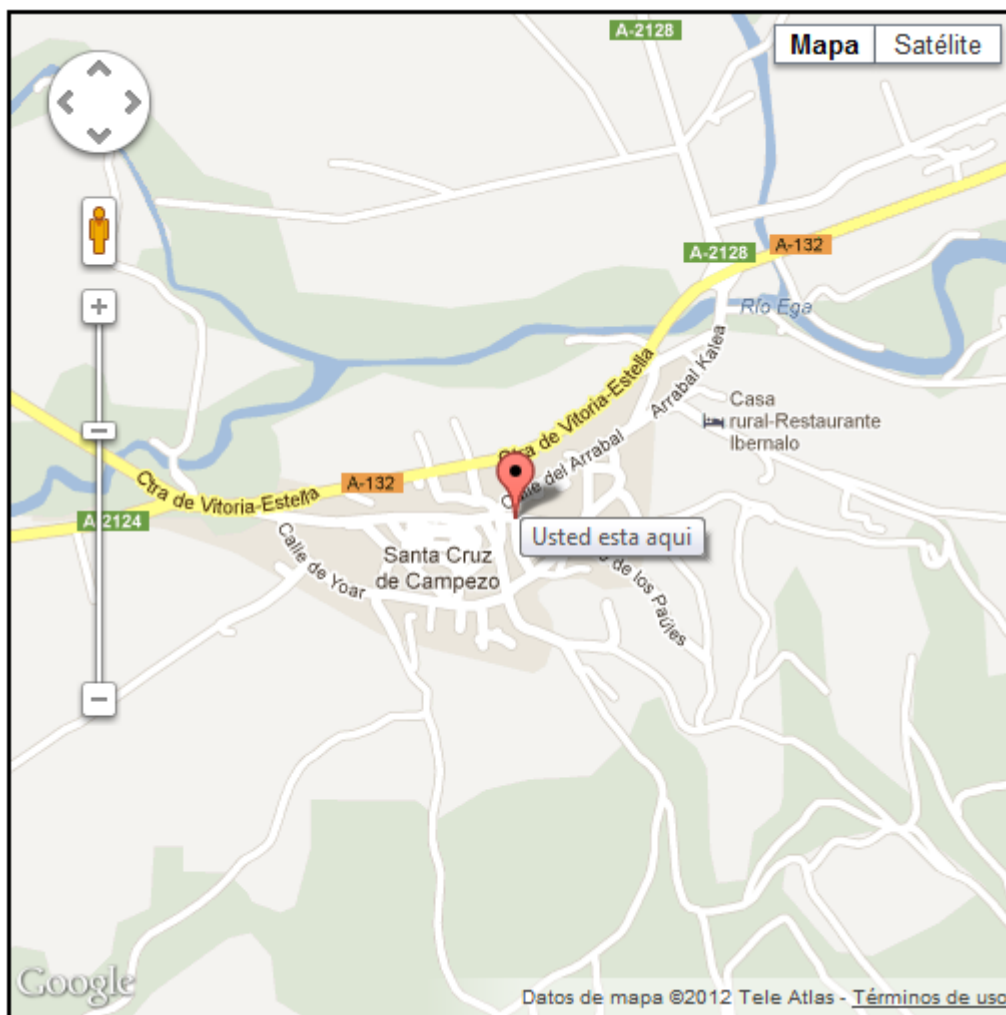 A-2128
Mapa
Satélite
A-2128
A-132
Río Ega
Arrabal Kalea
Casa
rural-Restaurante
Ibernalo
Ctra de Vitoria-Estella
Calle del Arrabal
A-132
Ctra de Vitoria-Estella
A-2124
Usted esta aqui
Calle de Yoar
Santa Cruz
de Campezo
de los Paúles
Google
Datos de mapa ©2012 Tele Atlas - Términos de uso